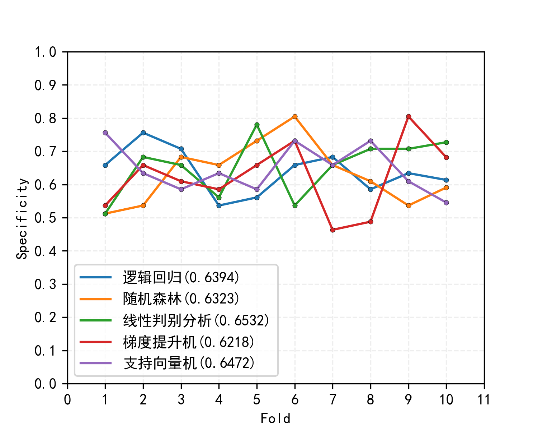 1.0
0.9
0.8
0.7
0.6
0.5
0.4
0.3
0.2
0.1
0.0
Specificity
逻辑回归(0.6394)
随机森林(0.6323)
线性判别分析(0.6532)
梯度提升机(0.6218)
支持向量机(0.6472)
0 1 2 3 4 5 6 7 8 9 10 11
Fold